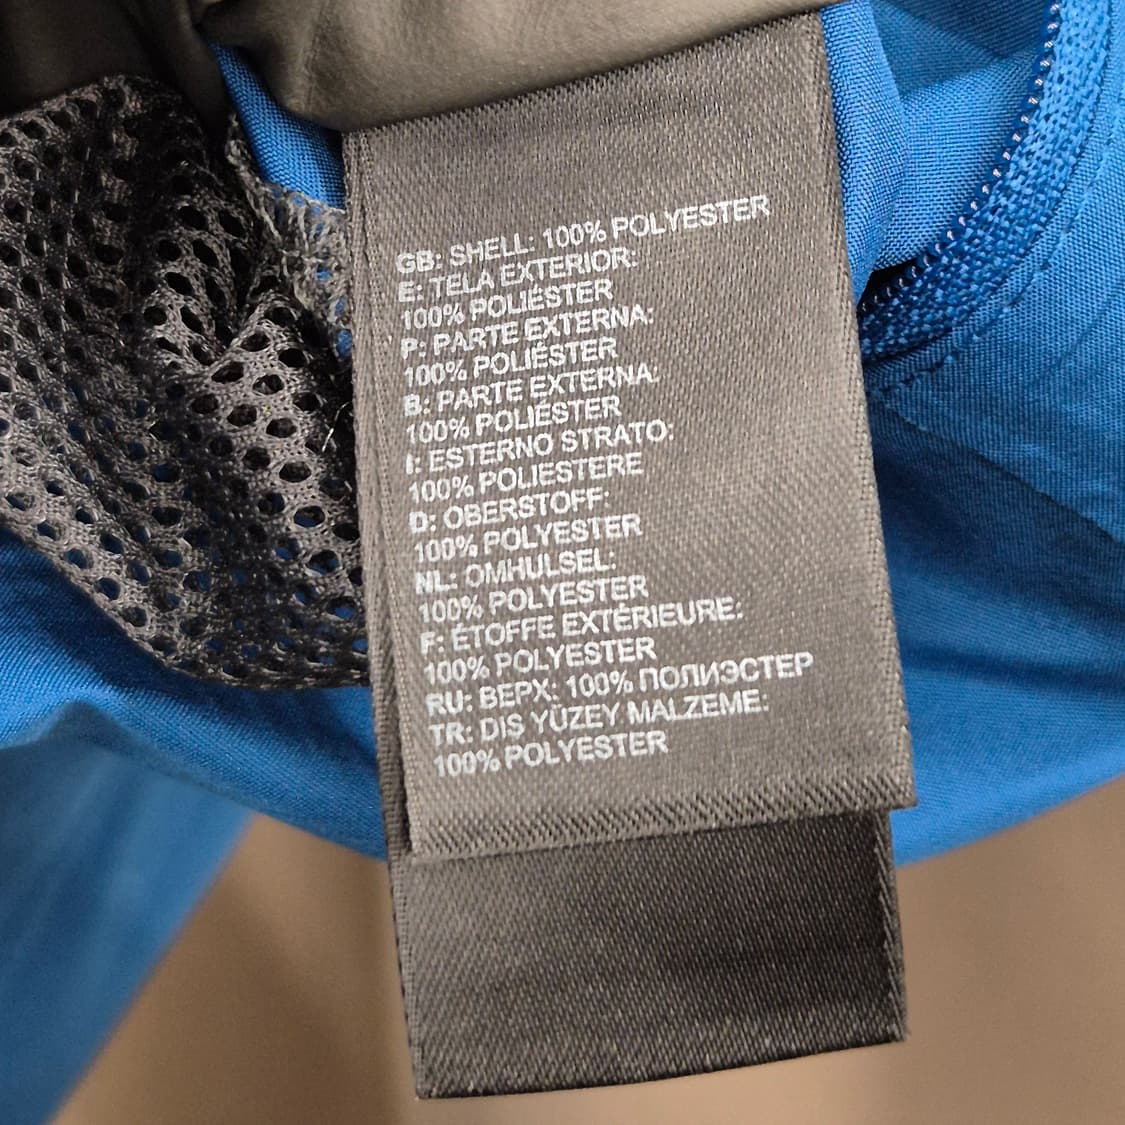 GB: SHELL: 100% POLYESTER
E: TELA EXTERIOR:
100% POLIÉSTER
P: PARTE EXTERNA:
100% POLIÉSTER
B: PARTE EXTERNA:
100% POLIÉSTER
I: ESTERNO STRATO:
100% POLIESTERE
D: OBERSTOFF:
100% POLYESTER
NL: OMHULSEL:
100% POLYESTER
F: ÉTOFFE EXTÉRIEURE:
100% POLYESTER
RU: ВЕРХ: 100% ПОЛИЭСТЕР
TR: DIS YÜZEY MALZEME:
100% POLYESTER